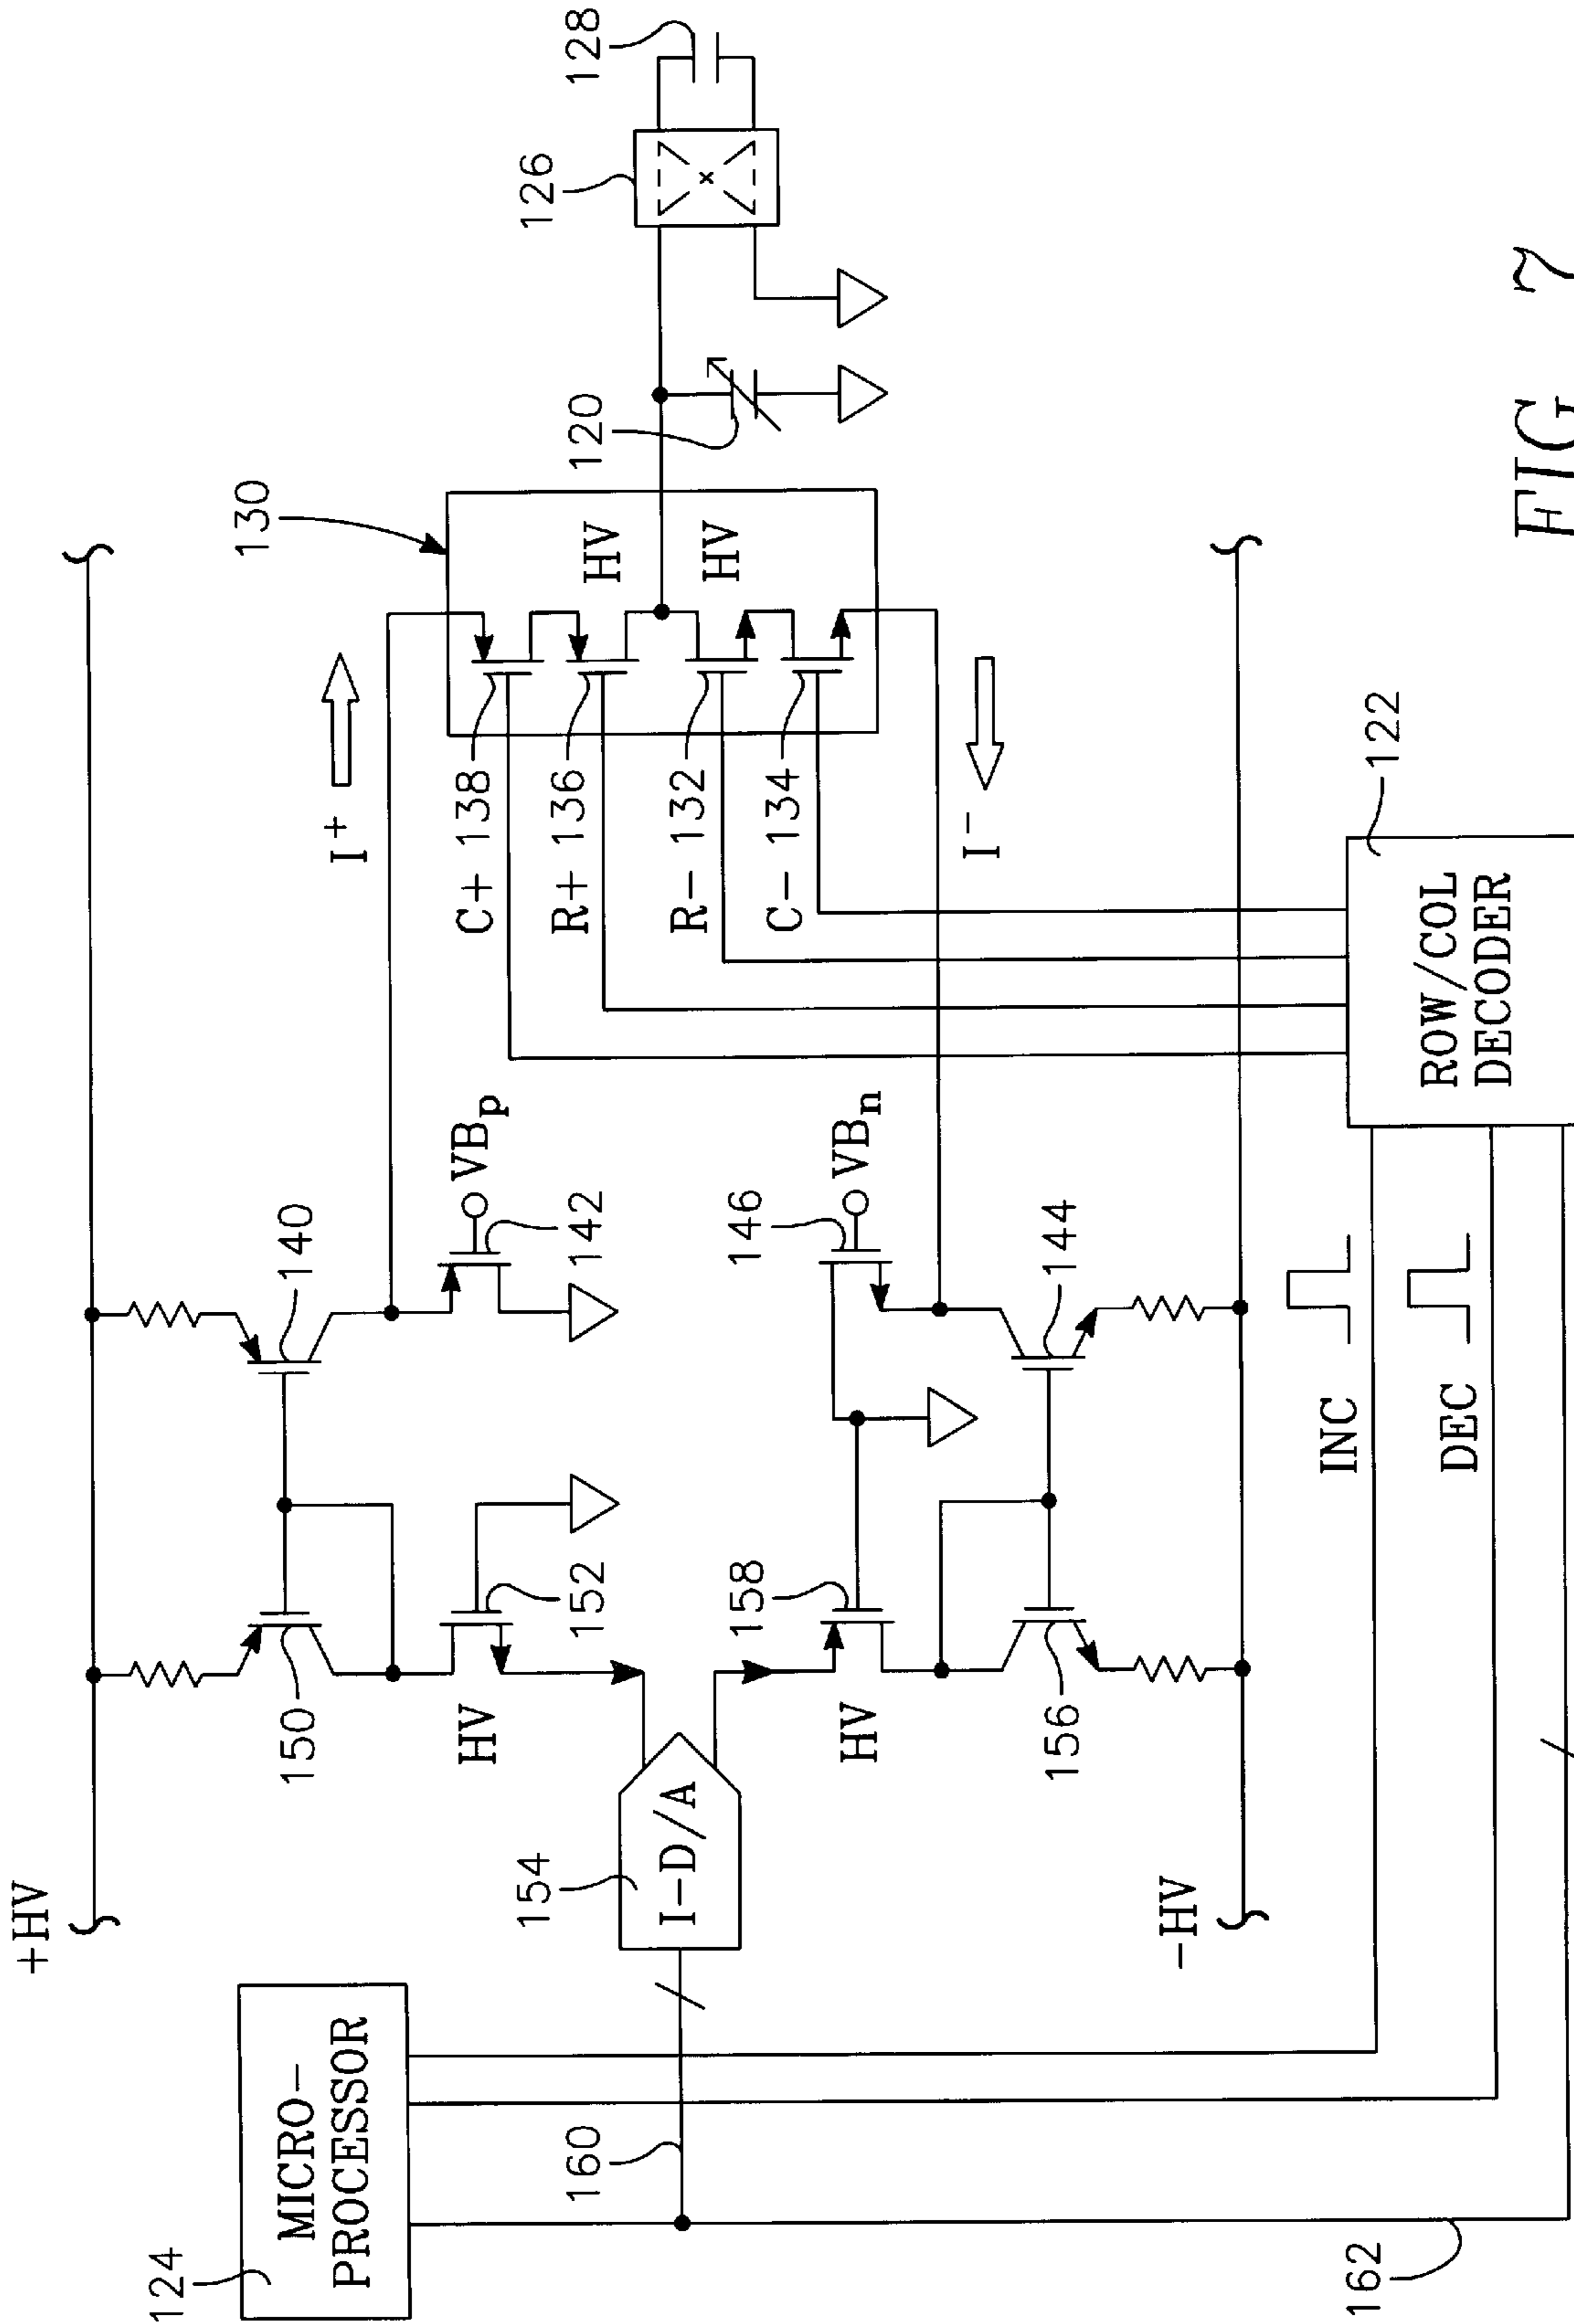 +HV
124
MICRO-
PROCESSOR
150
140
HV
152
VBp
142
I+
130
154
I-D/A
C+ 138
R+ 136
R- 132
C- 134
HV
HV
120
126
128
160
158
HV
146
VBn
156
144
I-
-HV
INC
DEC
122
ROW/COL
DECODER
162
FIG 7